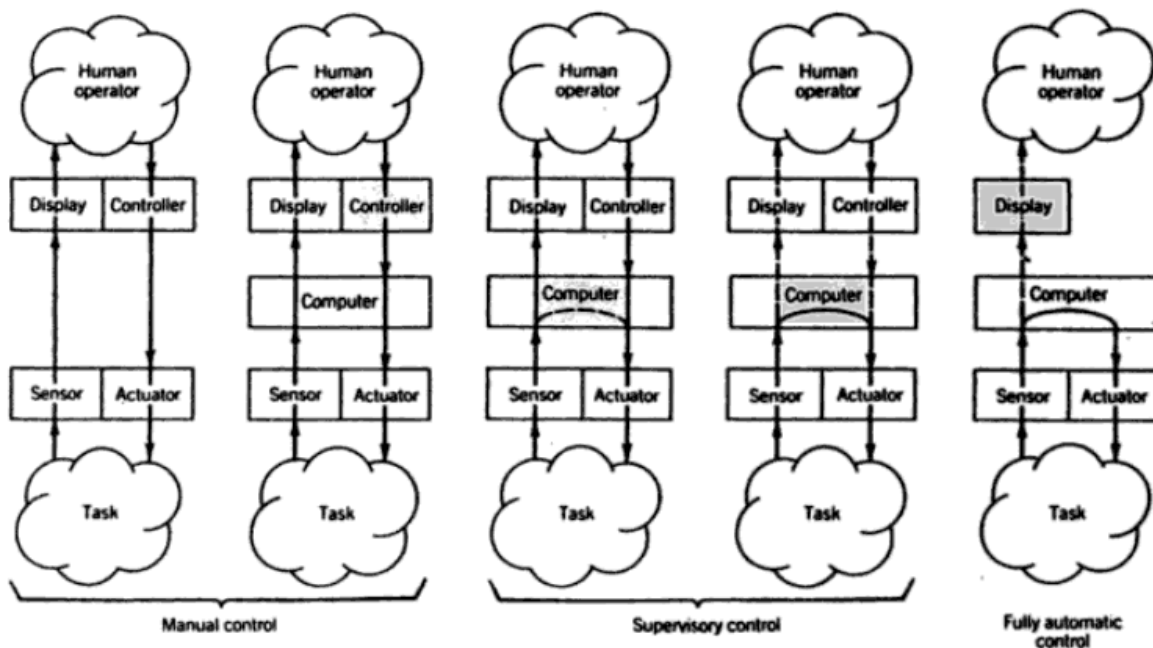 Human
operator
Human
operator
Human
operator
Human
operator
Human
operator
Display
Controller
Display
Controller
Display
Controller
Display
Controller
Display
Computer
Computer
Computer
Computer
Sensor
Actuator
Sensor
Actuator
Sensor
Actuator
Sensor
Actuator
Sensor
Actuator
Task
Task
Task
Task
Task
Manual control
Supervisory control
Fully automatic
control